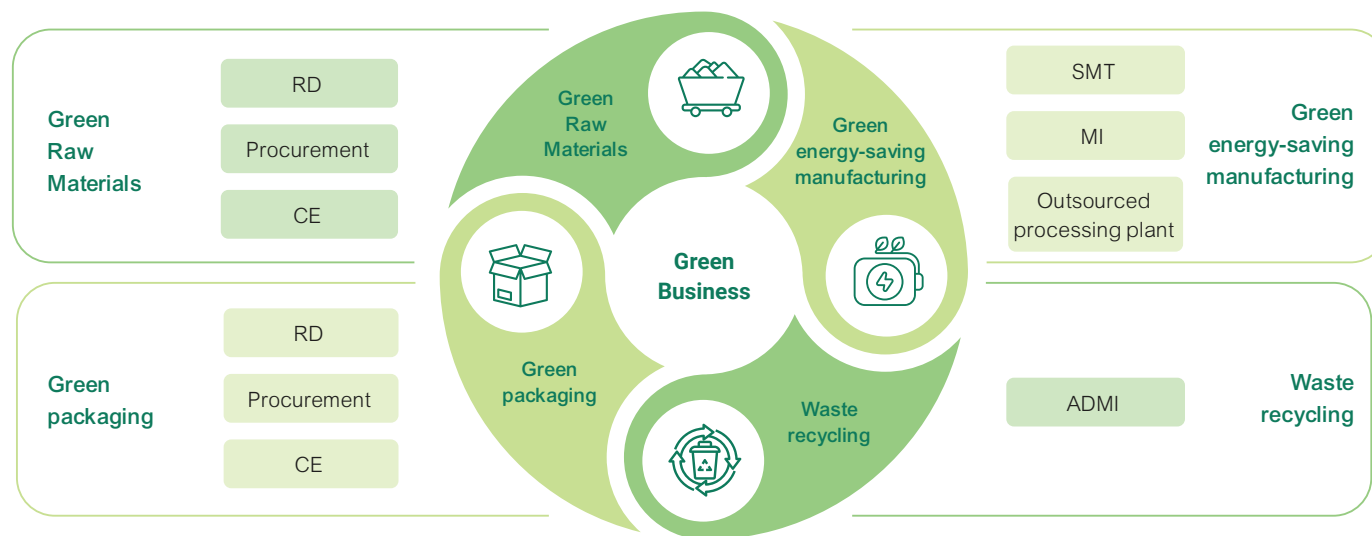 Green
Raw
Materials
RD
Procurement
CE
Green
packaging
RD
Procurement
CE
Green
Raw
Materials
Green
energy-saving
manufacturing
Green
Business
Green
packaging
Waste
recycling
SMT
MI
Outsourced
processing plant
Green
energy-saving
manufacturing
ADMI
Waste
recycling